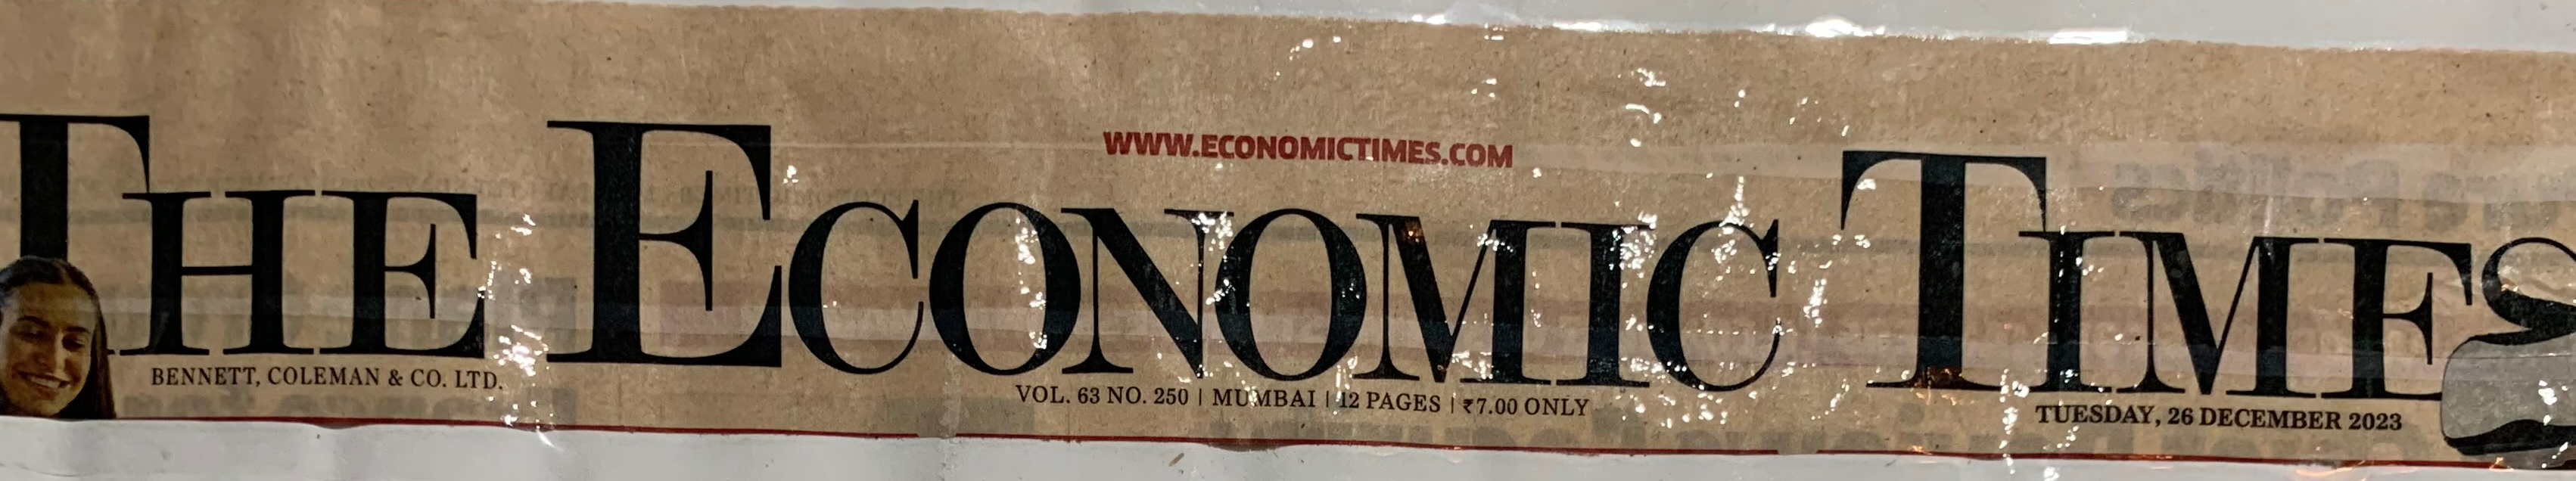 WWW.ECONOMICTIMES.COM
THE ECONOMIC TIMES
BENNETT, COLEMAN & CO. LTD.
VOL. 63 NO. 250 | MUMBAI | 12 PAGES | ₹7.00 ONLY
TUESDAY, 26 DECEMBER 2023